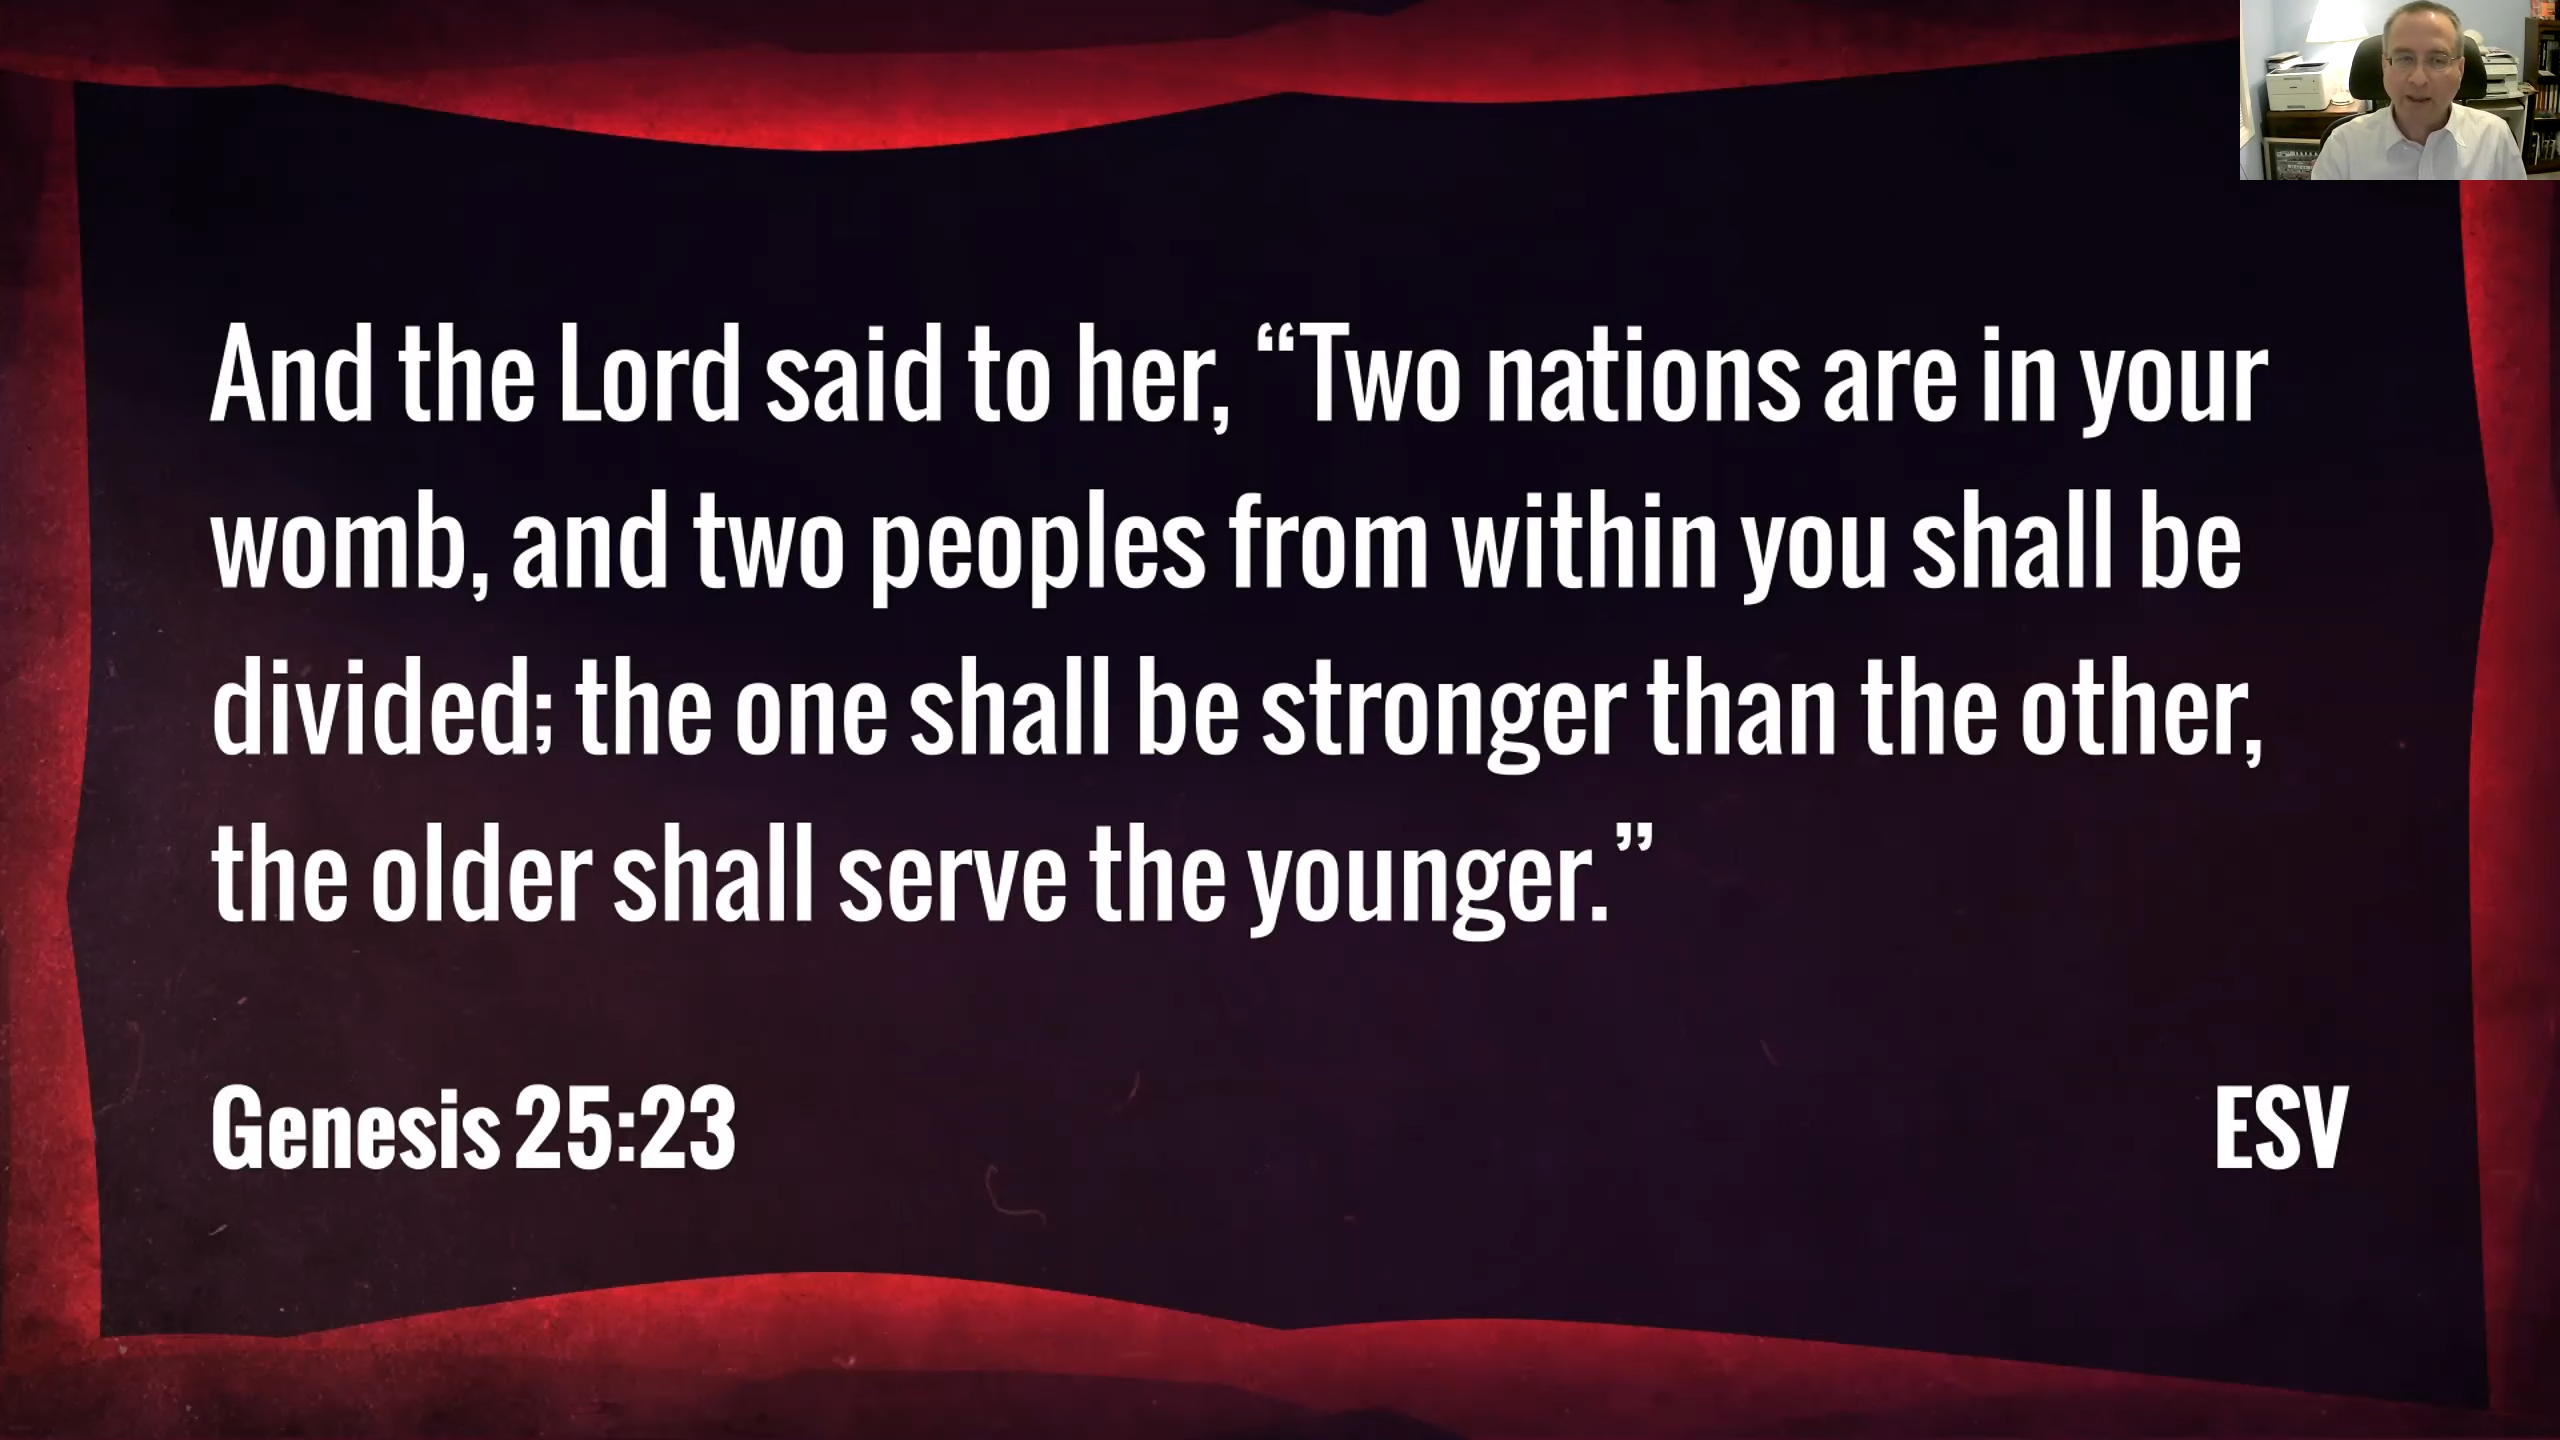 And the Lord said to her, “Two nations are in your
womb, and two peoples from within you shall be
divided; the one shall be stronger than the other,
the older shall serve the younger.”
Genesis 25:23
ESV